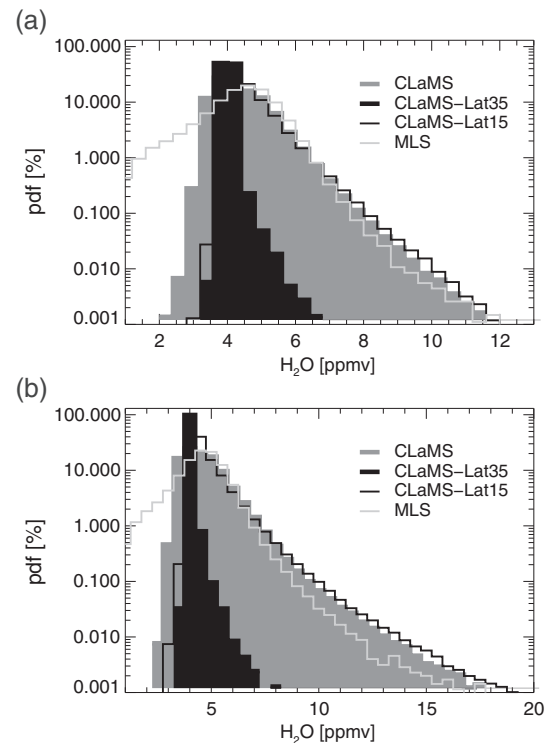 (a)
100.000
10.000
1.000
0.100
0.010
0.001
pdf [%]
CLaMS
CLaMS–Lat35
CLaMS–Lat15
MLS
2 4 6 8 10 12
H₂O [ppmv]
(b)
100.000
10.000
1.000
0.100
0.010
0.001
pdf [%]
CLaMS
CLaMS–Lat35
CLaMS–Lat15
MLS
5 10 15 20
H₂O [ppmv]